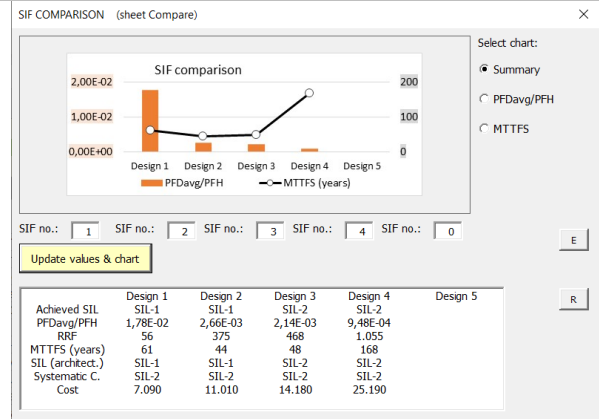 SIF COMPARISON (sheet Compare)
Select chart:
SIF comparison
2,00E-02
200
Summary
1,00E-02
100
PFDavg/PFH
0,00E+00
0
MTTFS
Design 1 Design 2 Design 3 Design 4 Design 5
PFDavg/PFH MTTFS (years)
SIF no.: 1 SIF no.: 2 SIF no.: 3 SIF no.: 4 SIF no.: 0
E
Update values & chart
Design 1 Design 2 Design 3 Design 4 Design 5
R
Achieved SIL SIL-1 SIL-1 SIL-2 SIL-2
PFDavg/PFH 1,78E-02 2,66E-03 2,14E-03 9,48E-04
RRF 56 375 468 1.055
MTTFS (years) 61 44 48 168
SIL (architect.) SIL-1 SIL-1 SIL-2 SIL-2
Systematic C. SIL-2 SIL-2 SIL-2 SIL-2
Cost 7.090 11.010 14.180 25.190